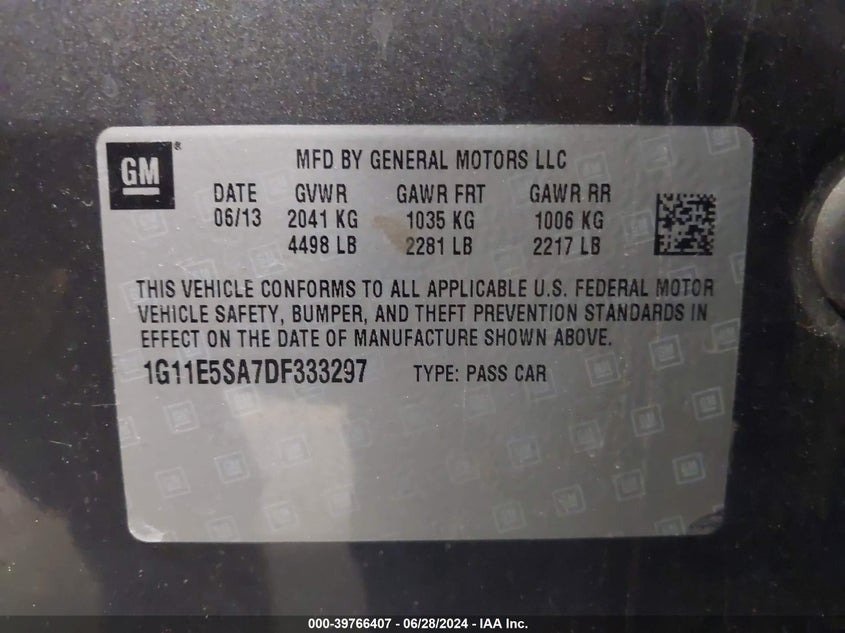 GM ® MFD BY GENERAL MOTORS LLC
DATE GVWR GAWR FRT GAWR RR
06/13 2041 KG 1035 KG 1006 KG
4498 LB 2281 LB 2217 LB
THIS VEHICLE CONFORMS TO ALL APPLICABLE U.S. FEDERAL MOTOR
VEHICLE SAFETY, BUMPER, AND THEFT PREVENTION STANDARDS IN
EFFECT ON THE DATE OF MANUFACTURE SHOWN ABOVE.
1G11E5SA7DF333297 TYPE: PASS CAR
000-39766407 - 06/28/2024 - IAA Inc.